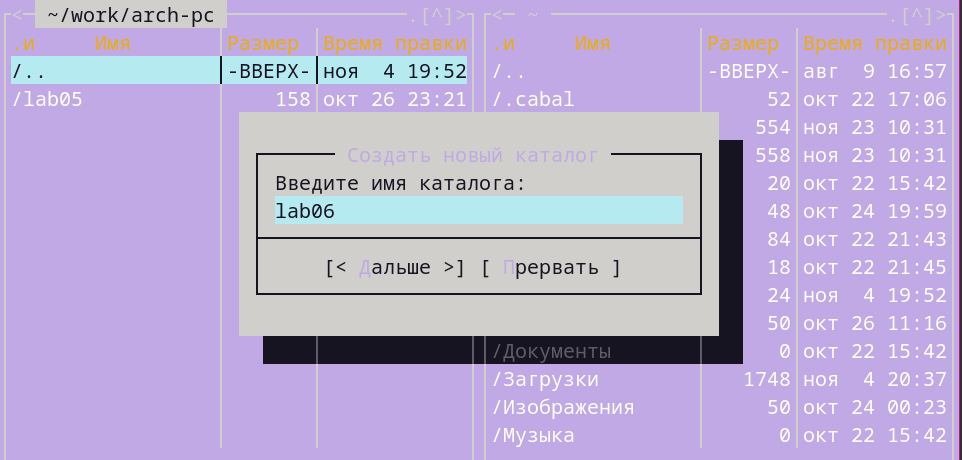 <- ~/work/arch-pc .[^]> <- ~ .[^]>
.и Имя Размер Время правки .и Имя Размер Время правки
/.. -ВВЕРХ- ноя 4 19:52 /.. -ВВЕРХ- авг 9 16:57
/lab05 158 окт 26 23:21 /.cabal 52 окт 22 17:06
554 ноя 23 10:31
Создать новый каталог 558 ноя 23 10:31
Введите имя каталога: 20 окт 22 15:42
lab06 48 окт 24 19:59
84 окт 22 21:43
[< Дальше >] [ Прервать ] 18 окт 22 21:45
24 ноя 4 19:52
50 окт 26 11:16
/Документы 0 окт 22 15:42
/Загрузки 1748 ноя 4 20:37
/Изображения 50 окт 24 00:23
/Музыка 0 окт 22 15:42